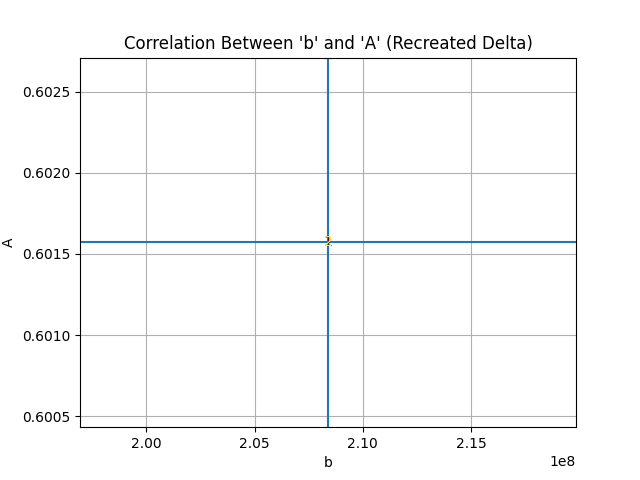 Correlation Between 'b' and 'A' (Recreated Delta)
0.6025
0.6020
0.6015
0.6010
0.6005
A
2.00 2.05 2.10 2.15
b
1e8